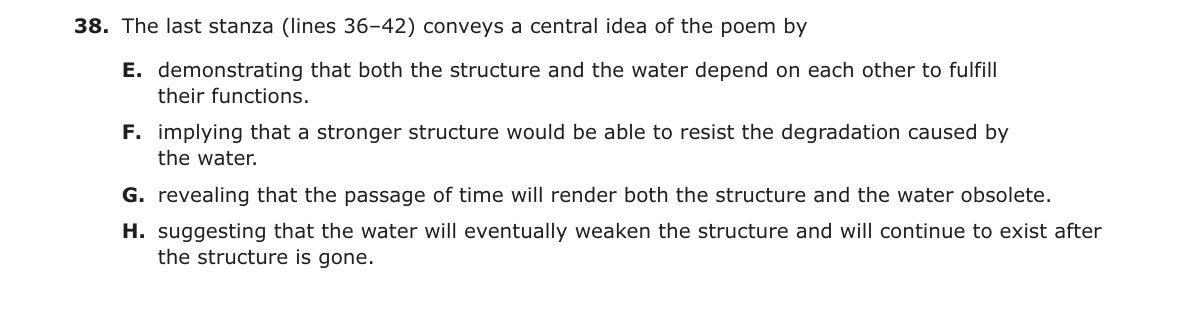 38. The last stanza (lines 36–42) conveys a central idea of the poem by
E. demonstrating that both the structure and the water depend on each other to fulfill
their functions.
F. implying that a stronger structure would be able to resist the degradation caused by
the water.
G. revealing that the passage of time will render both the structure and the water obsolete.
H. suggesting that the water will eventually weaken the structure and will continue to exist after
the structure is gone.